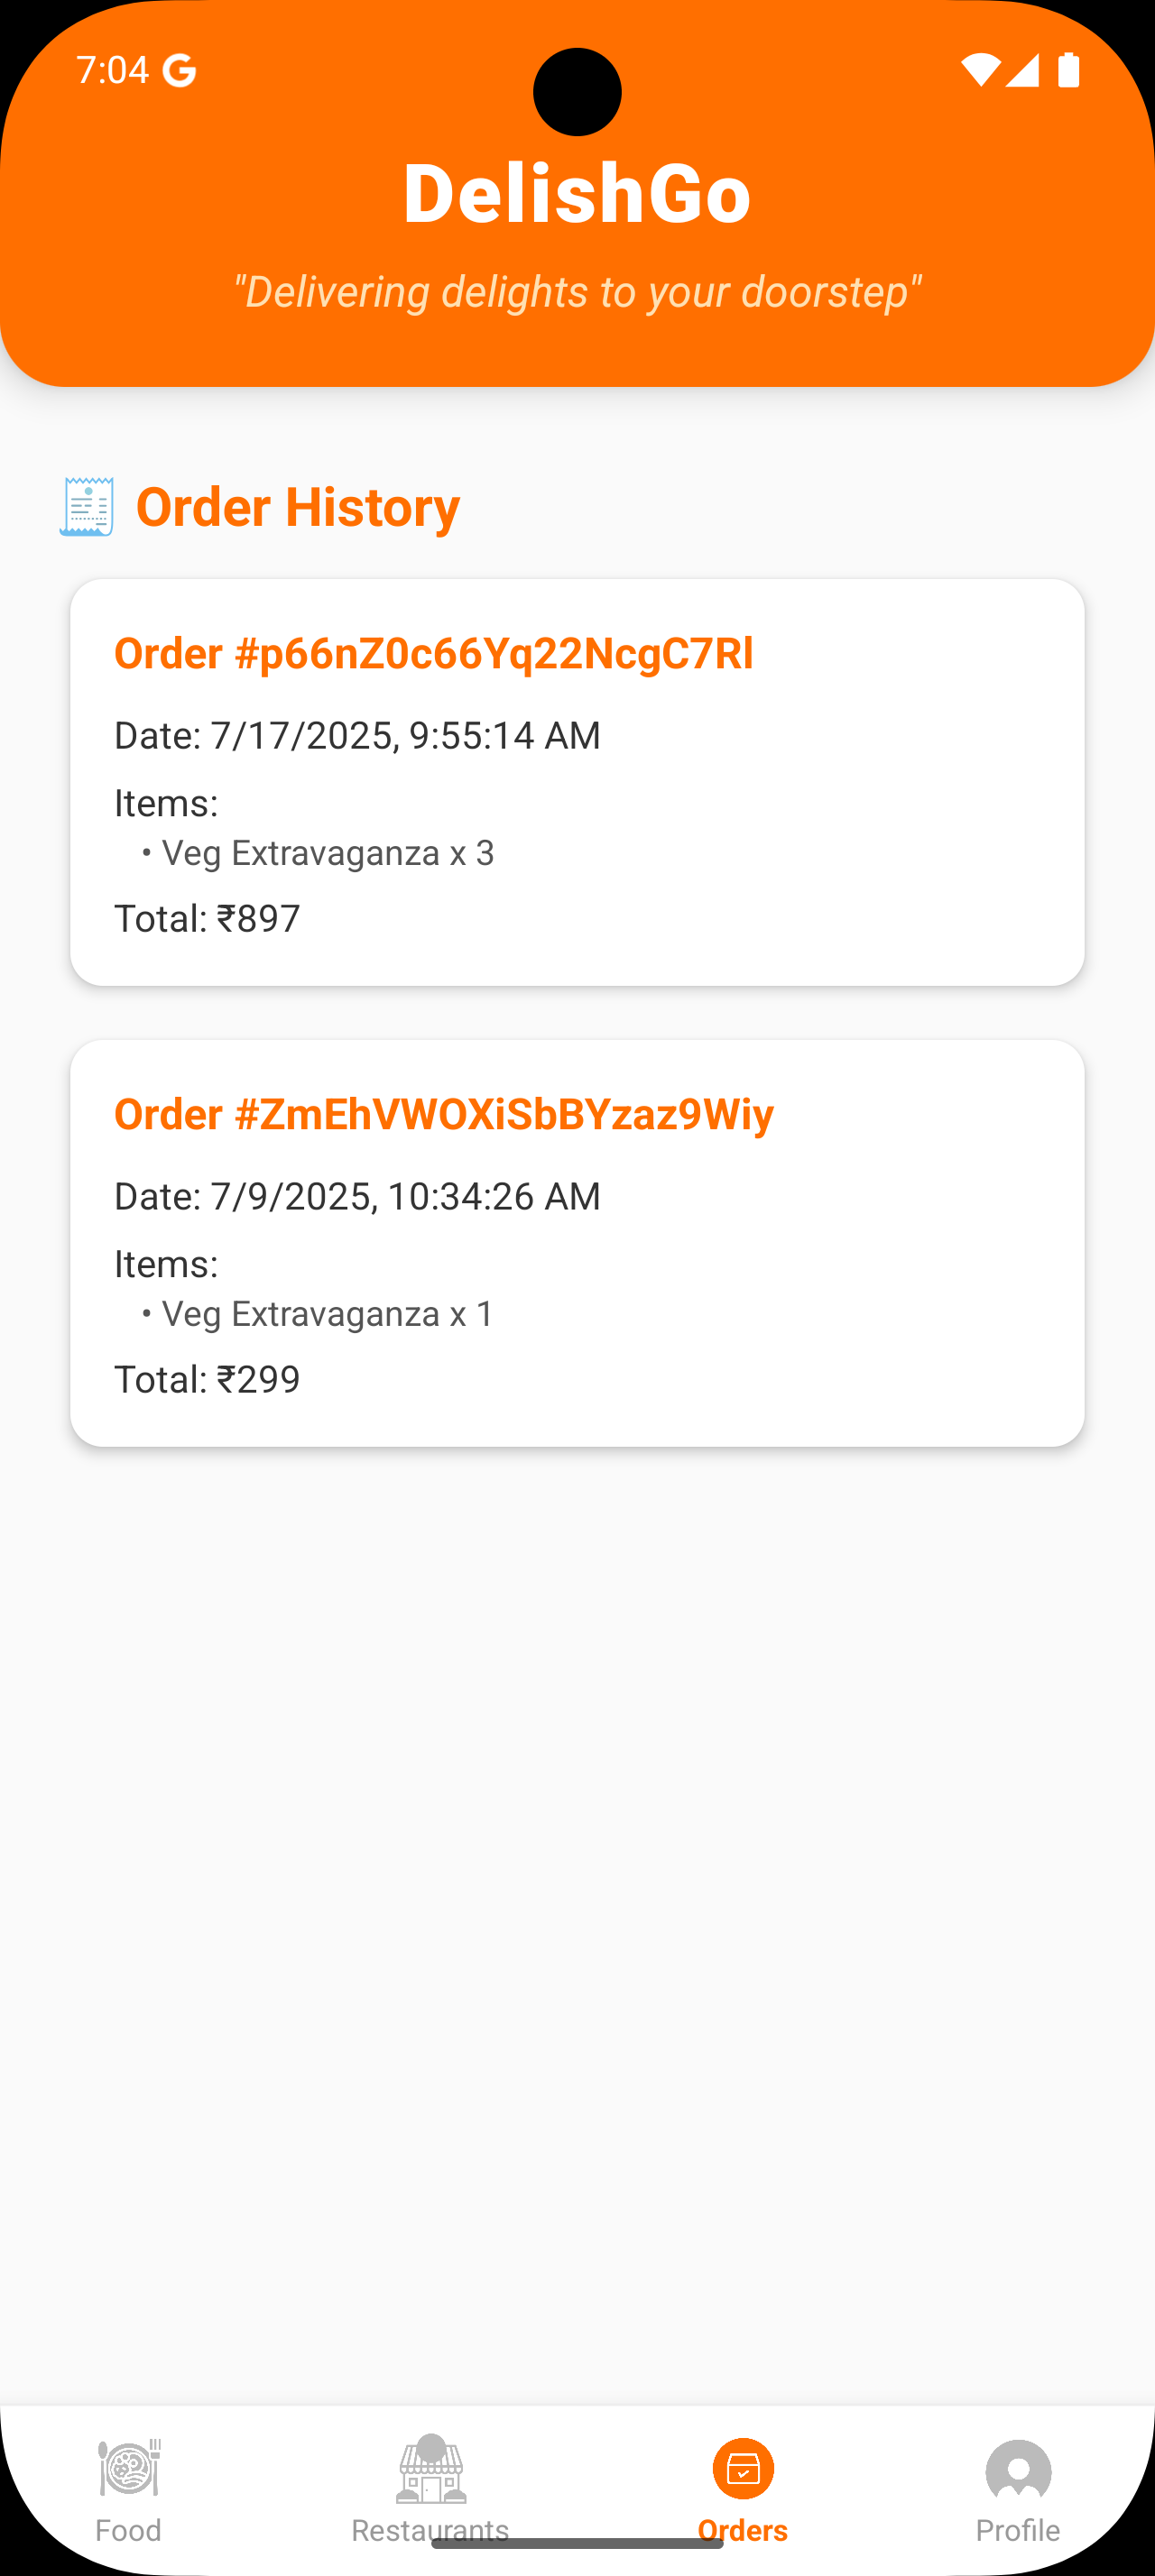 7:04
DelishGo
"Delivering delights to your doorstep"
Order History
Order #p66nZ0c66Yq22NcgC7Rl
Date: 7/17/2025, 9:55:14 AM
Items:
• Veg Extravaganza x 3
Total: ₹897
Order #ZmEhVWOXiSbBYzaz9Wiy
Date: 7/9/2025, 10:34:26 AM
Items:
• Veg Extravaganza x 1
Total: ₹299
Food
Restaurants
Orders
Profile